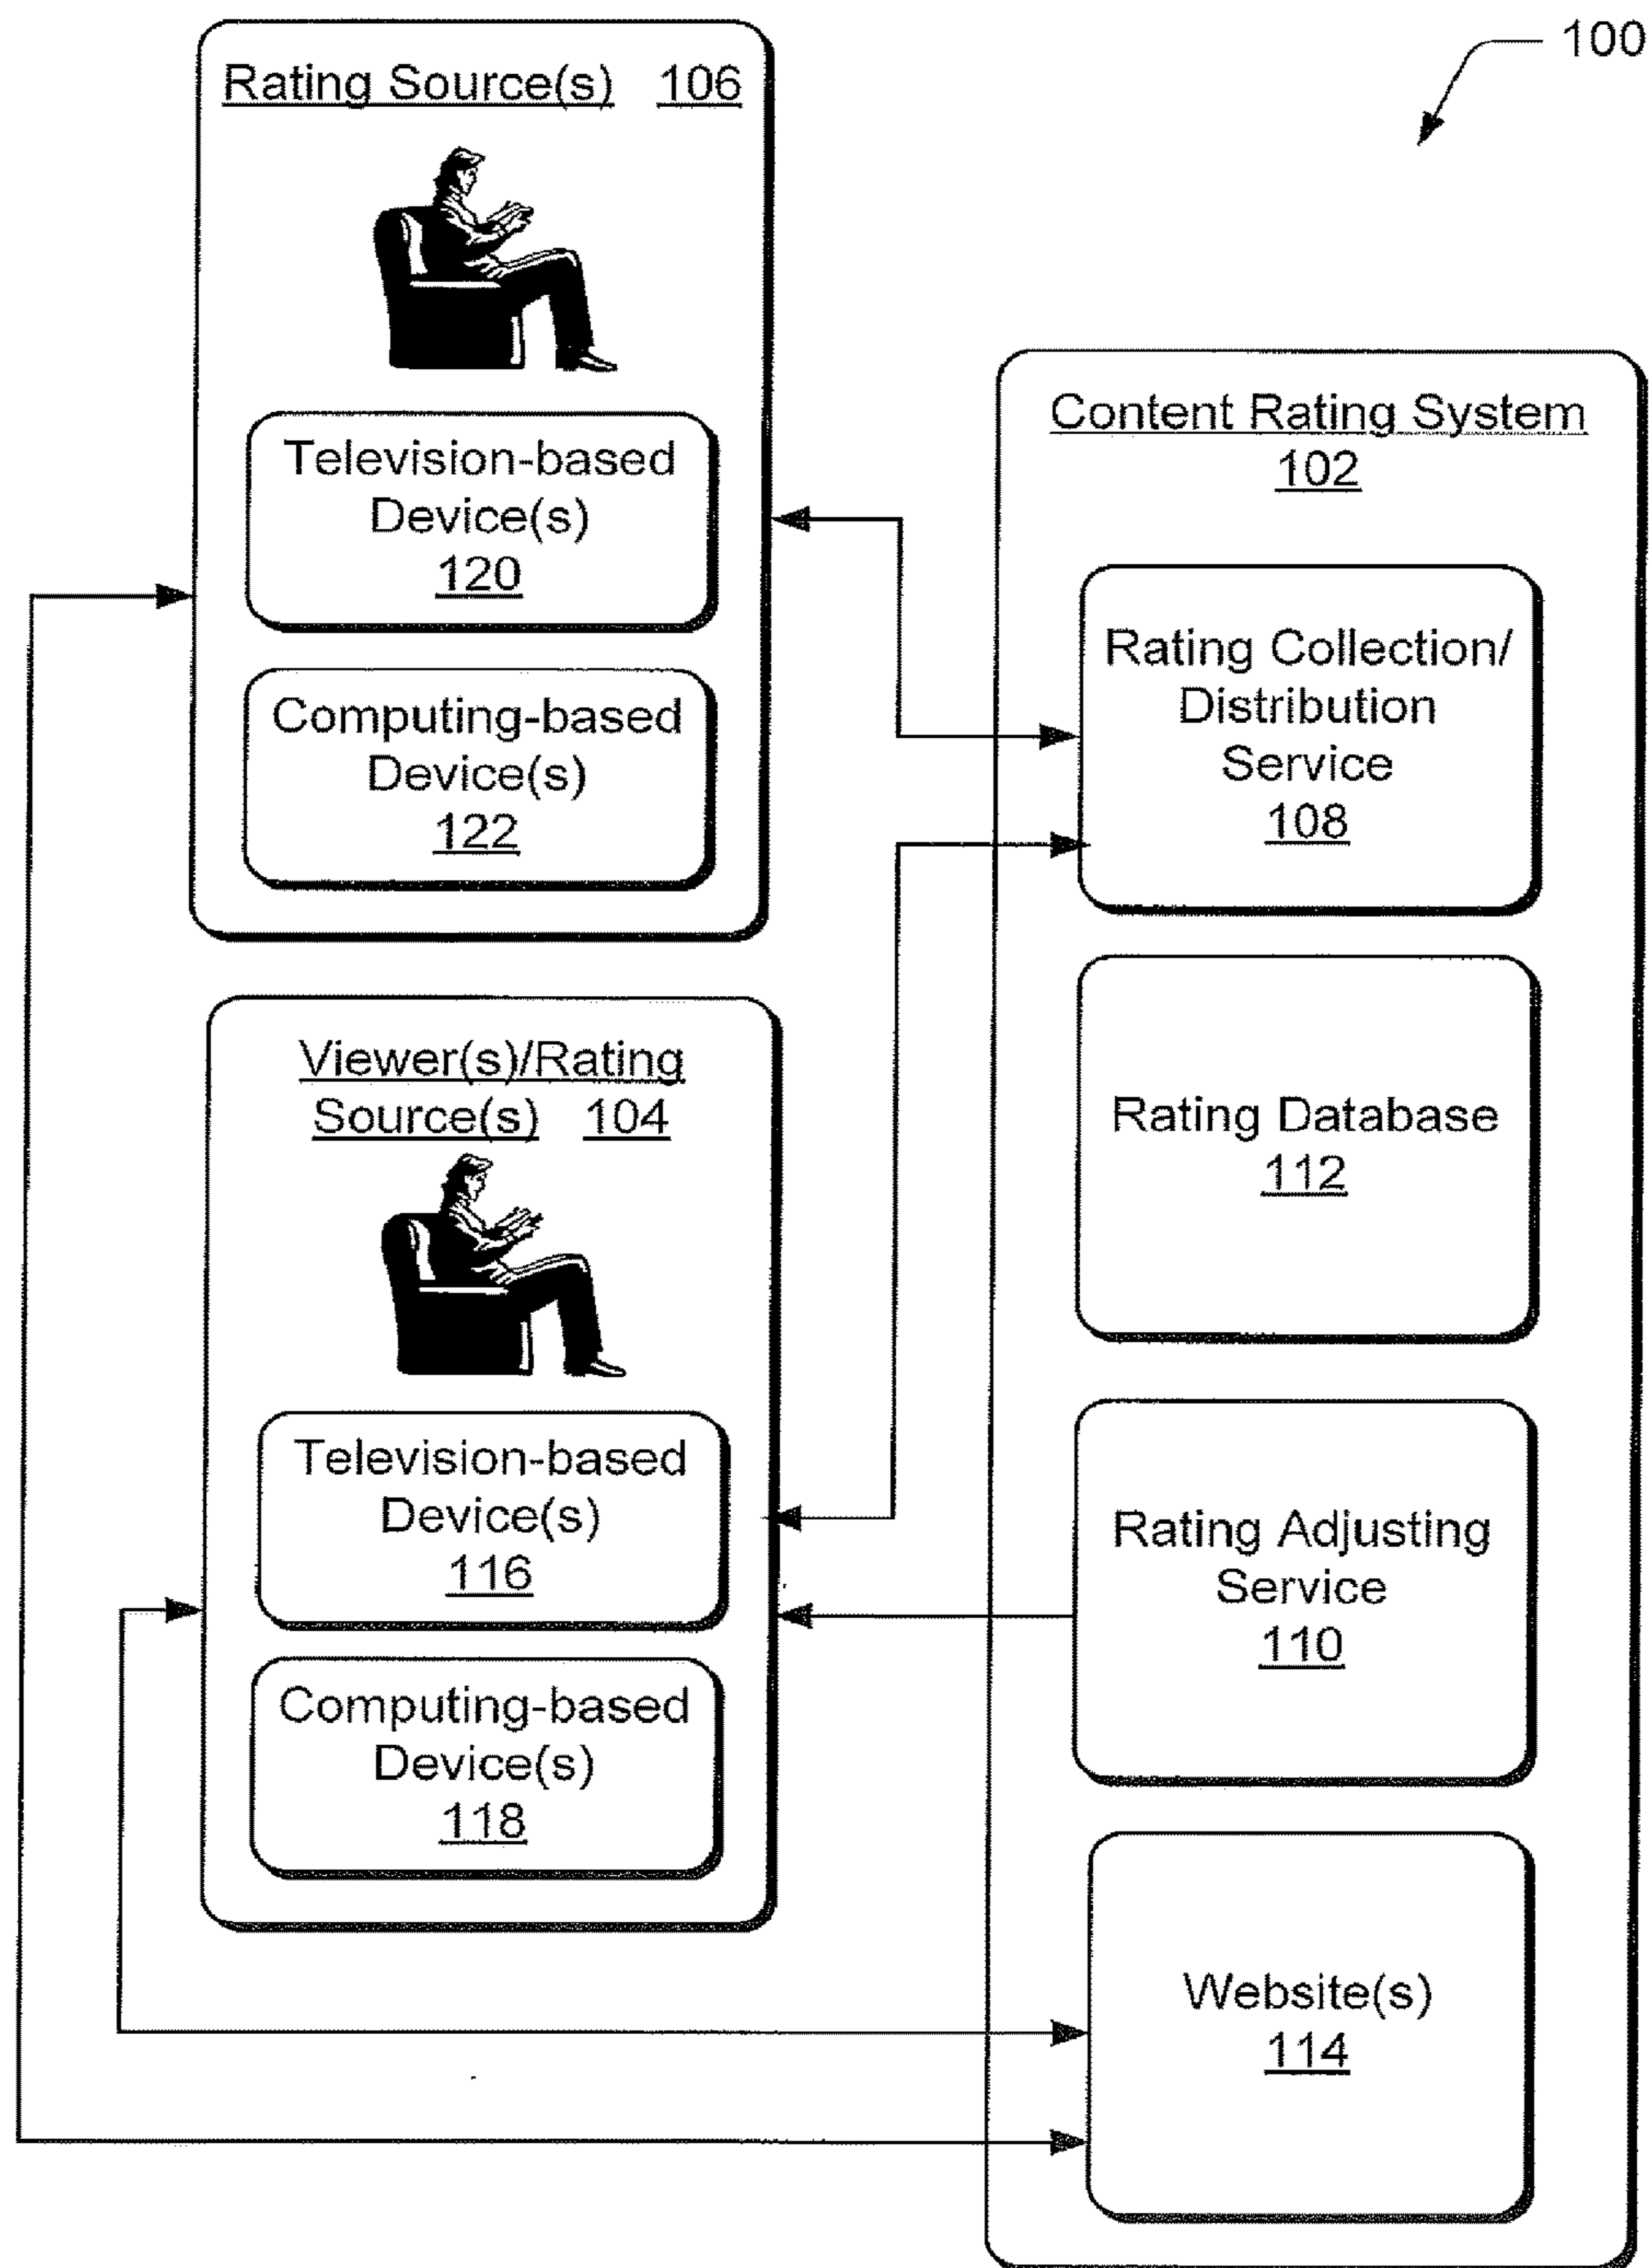 100
Rating Source(s) 106
Television-based
Device(s)
120
Computing-based
Device(s)
122
Viewer(s)/Rating
Source(s) 104
Television-based
Device(s)
116
Computing-based
Device(s)
118
Content Rating System
102
Rating Collection/
Distribution
Service
108
Rating Database
112
Rating Adjusting
Service
110
Website(s)
114